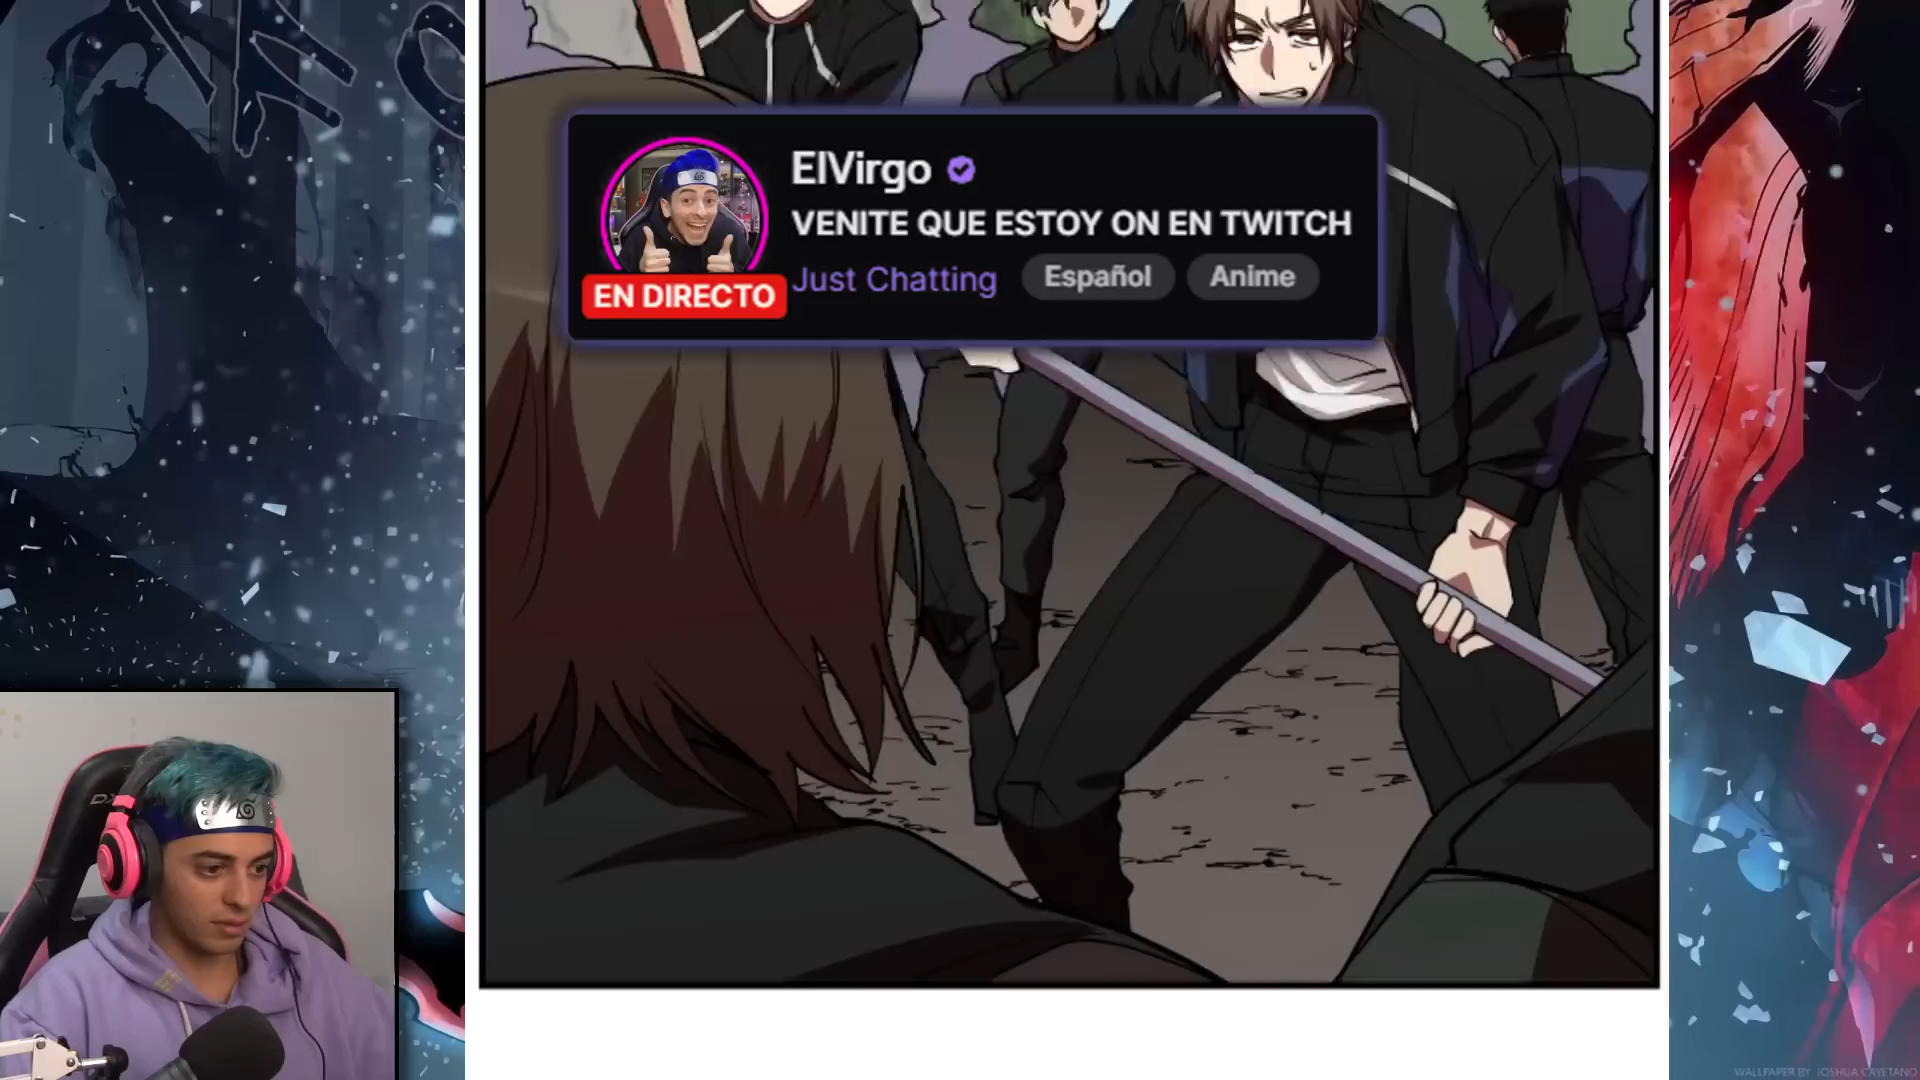 ElVirgo
VENITE QUE ESTOY ON EN TWITCH
EN DIRECTO
Just Chatting
Español
Anime
WALLPAPER BY JOSHUA CAYETANO